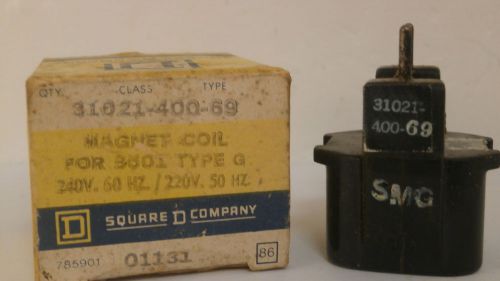 QTY. CLASS TYPE
31021-400-69
MAGNET COIL
FOR 8501 TYPE G
240V. 60 HZ. / 220V. 50 HZ.
D SQUARE D COMPANY
785901 01131 86
31021-
400-69
SMG